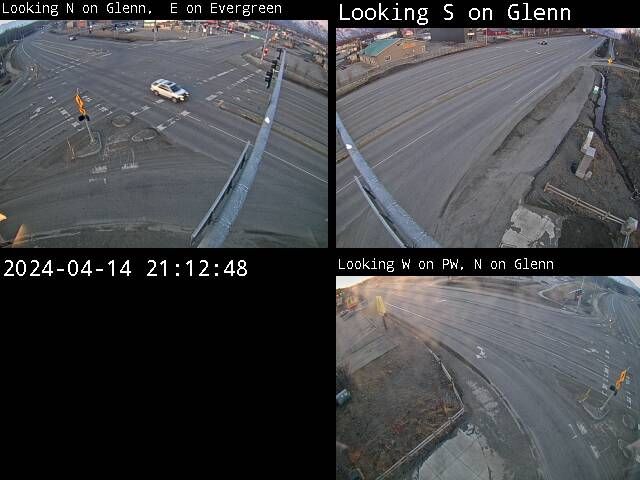 Looking N on Glenn,  E on Evergreen
Looking S on Glenn
2024-04-14 21:12:48
Looking W on PW, N on Glenn